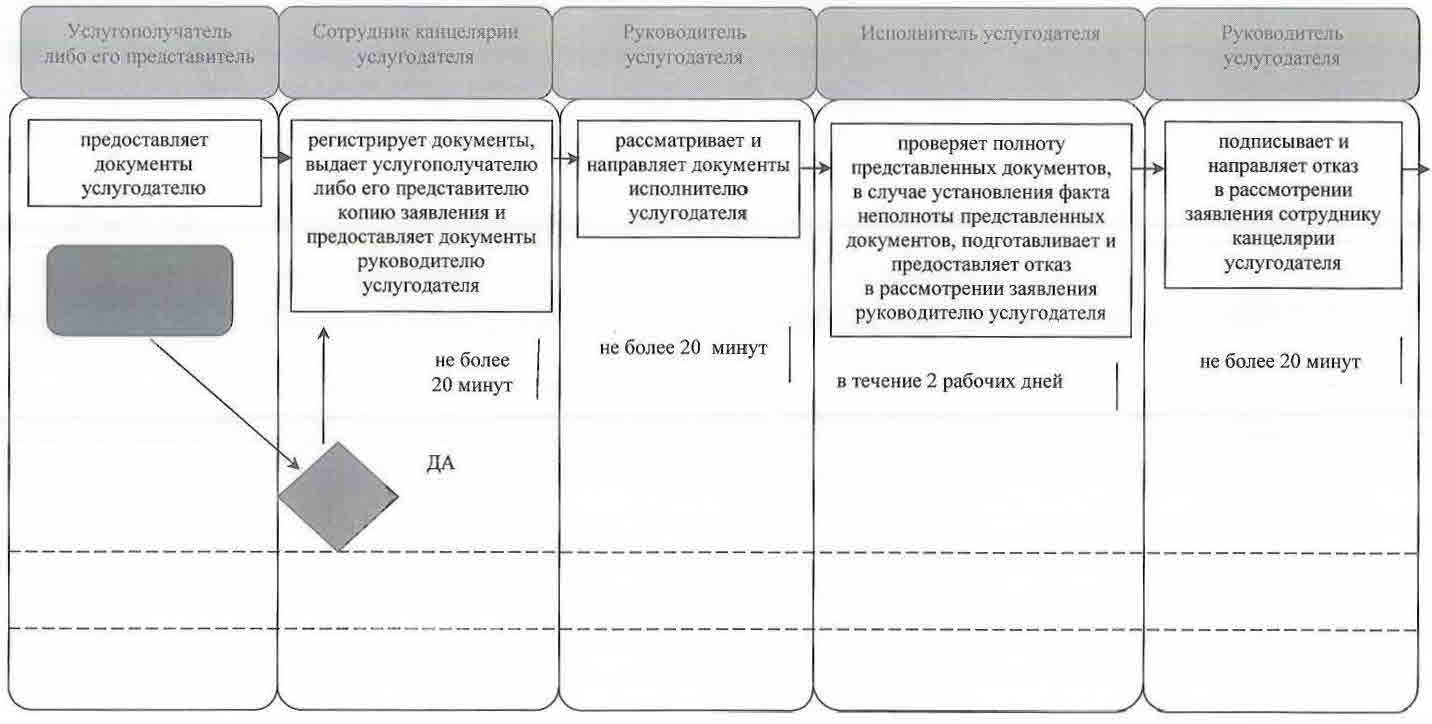 Услугополучатель
либо его представитель
Сотрудник канцелярии
услугодателя
Руководитель
услугодателя
Исполнитель услугодателя
Руководитель
услугодателя
предоставляет
документы
услугодателю
регистрирует документы,
выдает услугополучателю
либо его представителю
копию заявления и
предоставляет документы
руководителю
услугодателя
рассматривает и
направляет документы
исполнителю
услугодателя
проверяет полноту
представленных документов,
в случае установления факта
неполноты представленных
документов, подготавливает и
предоставляет отказ
в рассмотрении заявления
руководителю услугодателя
подписывает и
направляет отказ
в рассмотрении
заявления сотруднику
канцелярии
услугодателя
не более
20 минут
не более 20 минут
в течение 2 рабочих дней
не более 20 минут
ДА